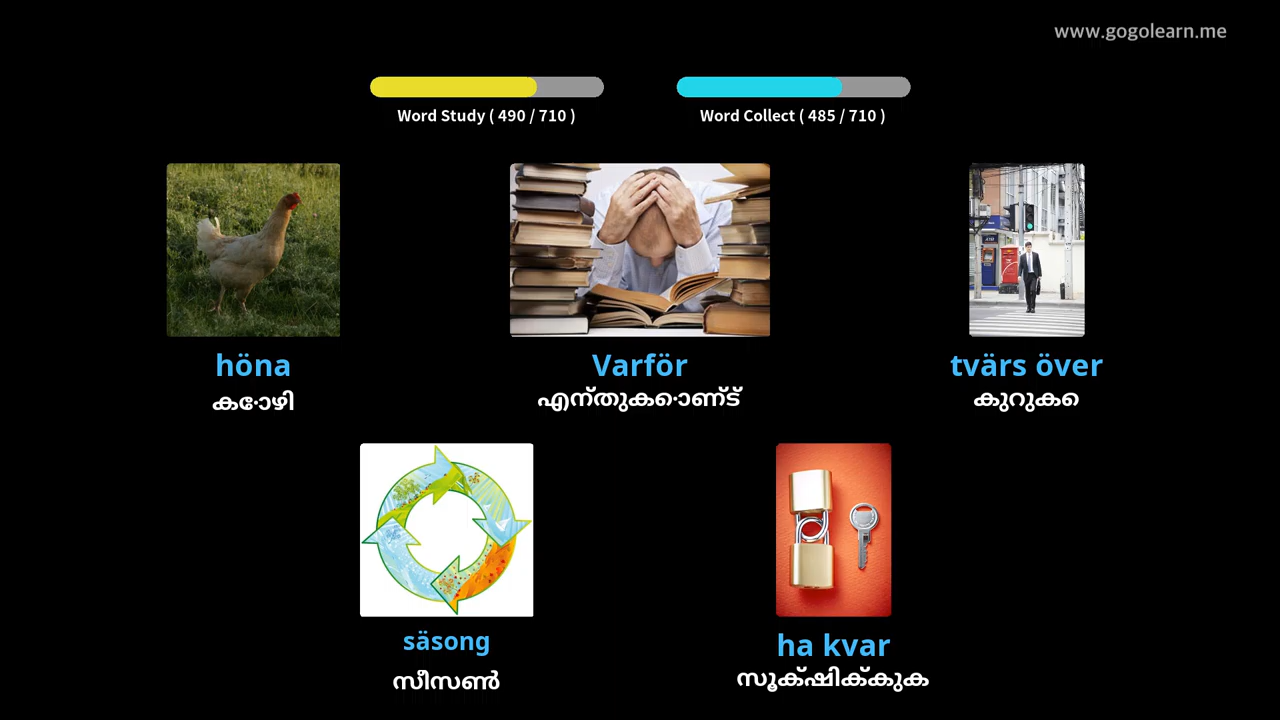 www.gogolearn.me
Word Study ( 490 / 710 )
Word Collect ( 485 / 710 )
höna
Varför
tvärs över
കോഴി
എന്തുകൊണ്ട്
കുറുകെ
säsong
ha kvar
സീസൺ
സൂക്ഷിക്കുക